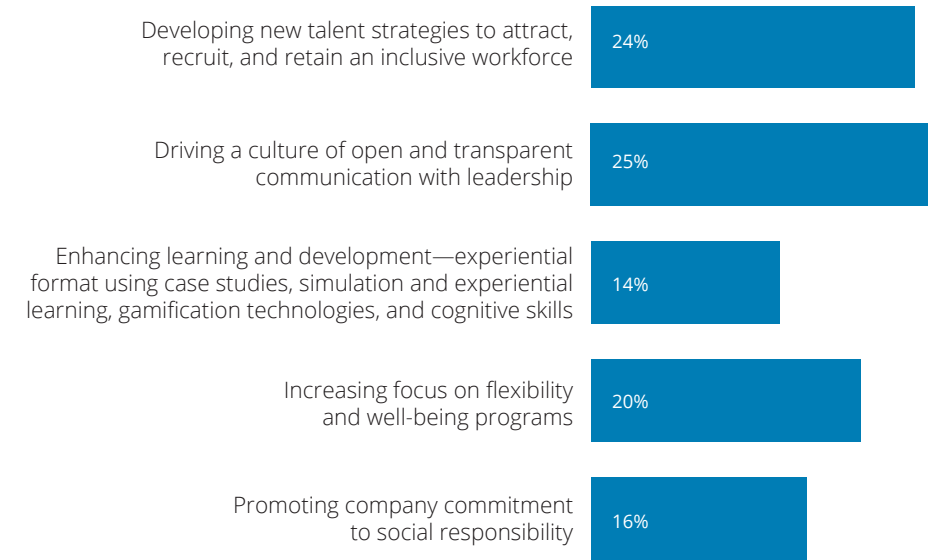 Developing new talent strategies to attract,
recruit, and retain an inclusive workforce
24%
Driving a culture of open and transparent
communication with leadership
25%
Enhancing learning and development—experiential
format using case studies, simulation and experiential
learning, gamification technologies, and cognitive skills
14%
Increasing focus on flexibility
and well-being programs
20%
Promoting company commitment
to social responsibility
16%